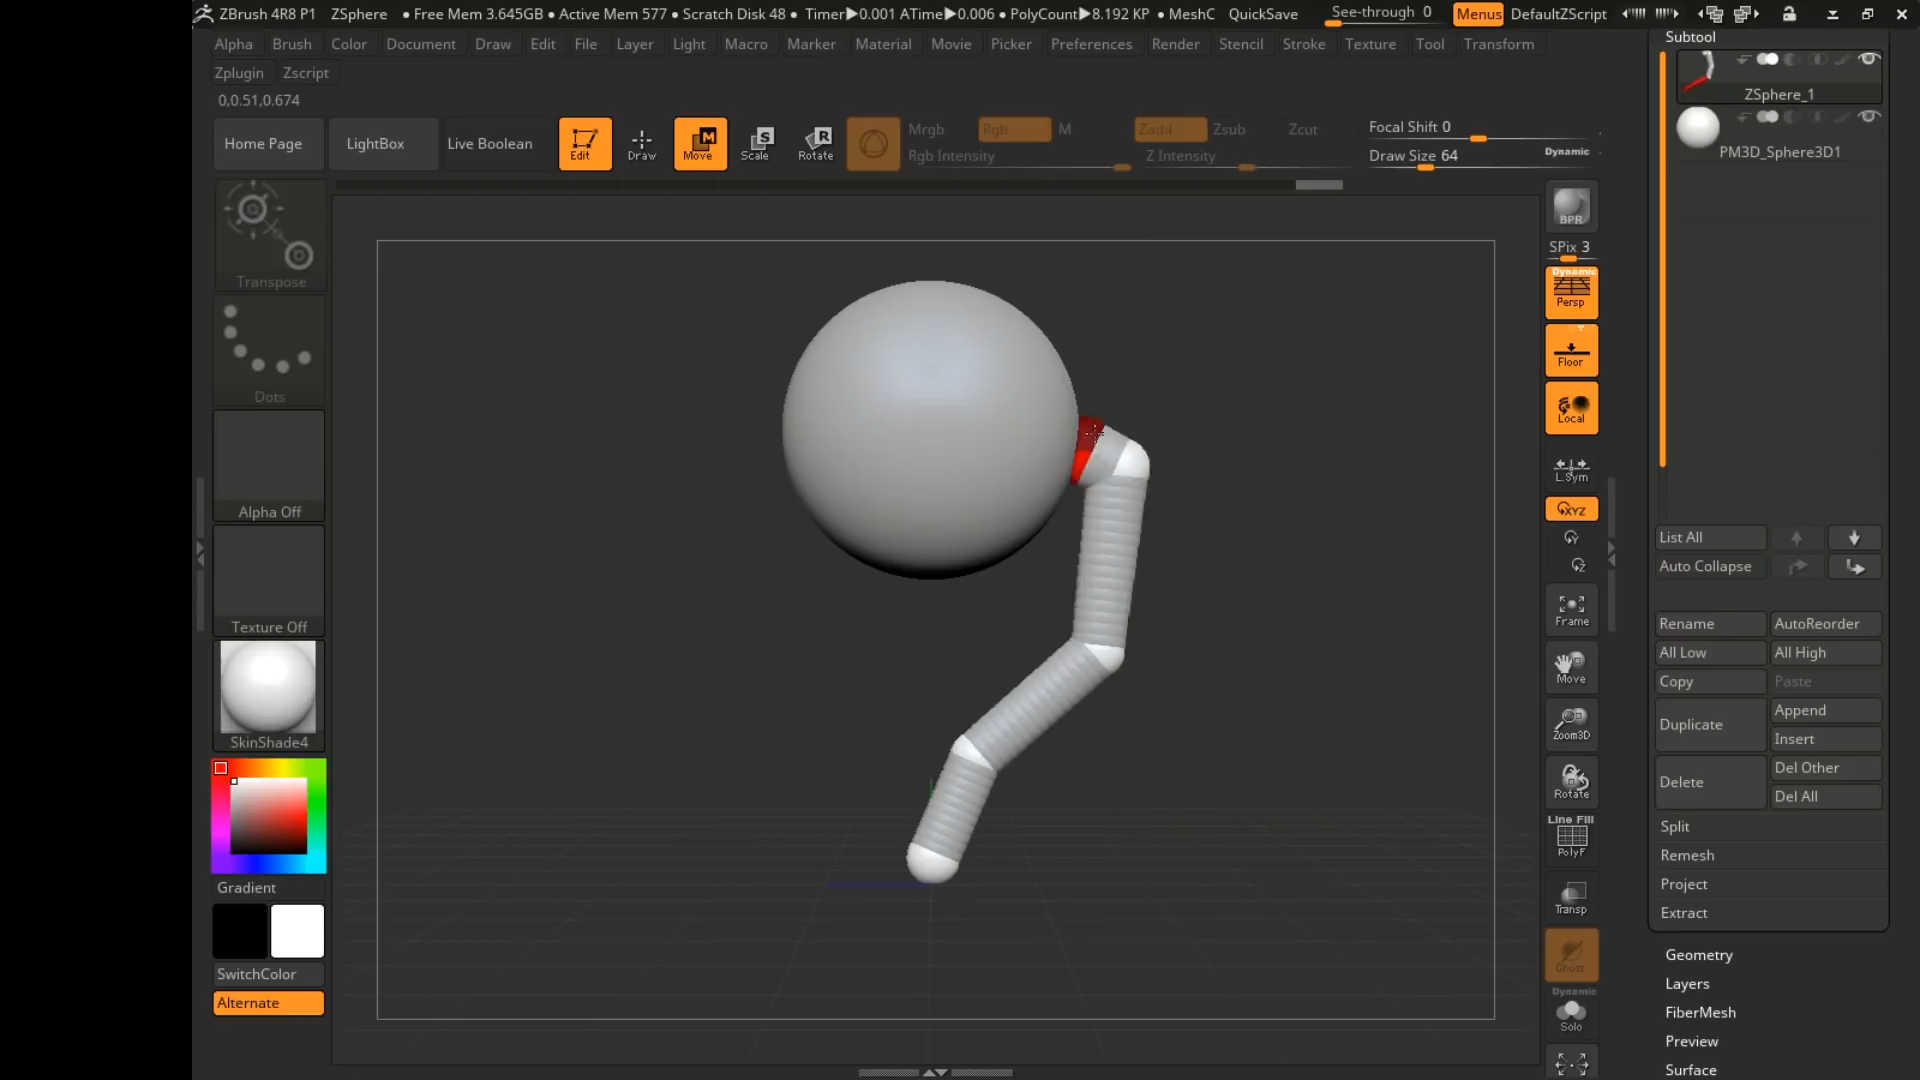 ZBrush 4R8 P1 ZSphere • Free Mem 3.645GB • Active Mem 577 • Scratch Disk 48 • Timer▶0.001 ATime▶0.006 • PolyCount▶8.192 KP • MeshC QuickSave See-through 0 Menus DefaultZScript
Alpha Brush Color Document Draw Edit File Layer Light Macro Marker Material Movie Picker Preferences Render Stencil Stroke Texture Tool Transform
Zplugin Zscript
0,0.51,0.674
Home Page LightBox Live Boolean Edit Draw Move Scale Rotate
M S R
Mrgb Rgb M Zadd Zsub Zcut Focal Shift 0
Rgb Intensity Z Intensity Draw Size 64 Dynamic
Transpose
Dots
Alpha Off
Texture Off
SkinShade4
Gradient
SwitchColor
Alternate
BPR
SPix 3
Dynamic
Persp
Floor
Local
L.Sym
XYZ
Y
Z
Frame
Move
Zoom3D
Rotate
Line Fill
PolyF
Transp
Ghost
Dynamic
Solo
Subtool
ZSphere_1
PM3D_Sphere3D1
List All
Auto Collapse
Rename AutoReorder
All Low All High
Copy Paste
Duplicate Append
Insert
Delete Del Other
Del All
Split
Remesh
Project
Extract
Geometry
Layers
FiberMesh
Preview
Surface